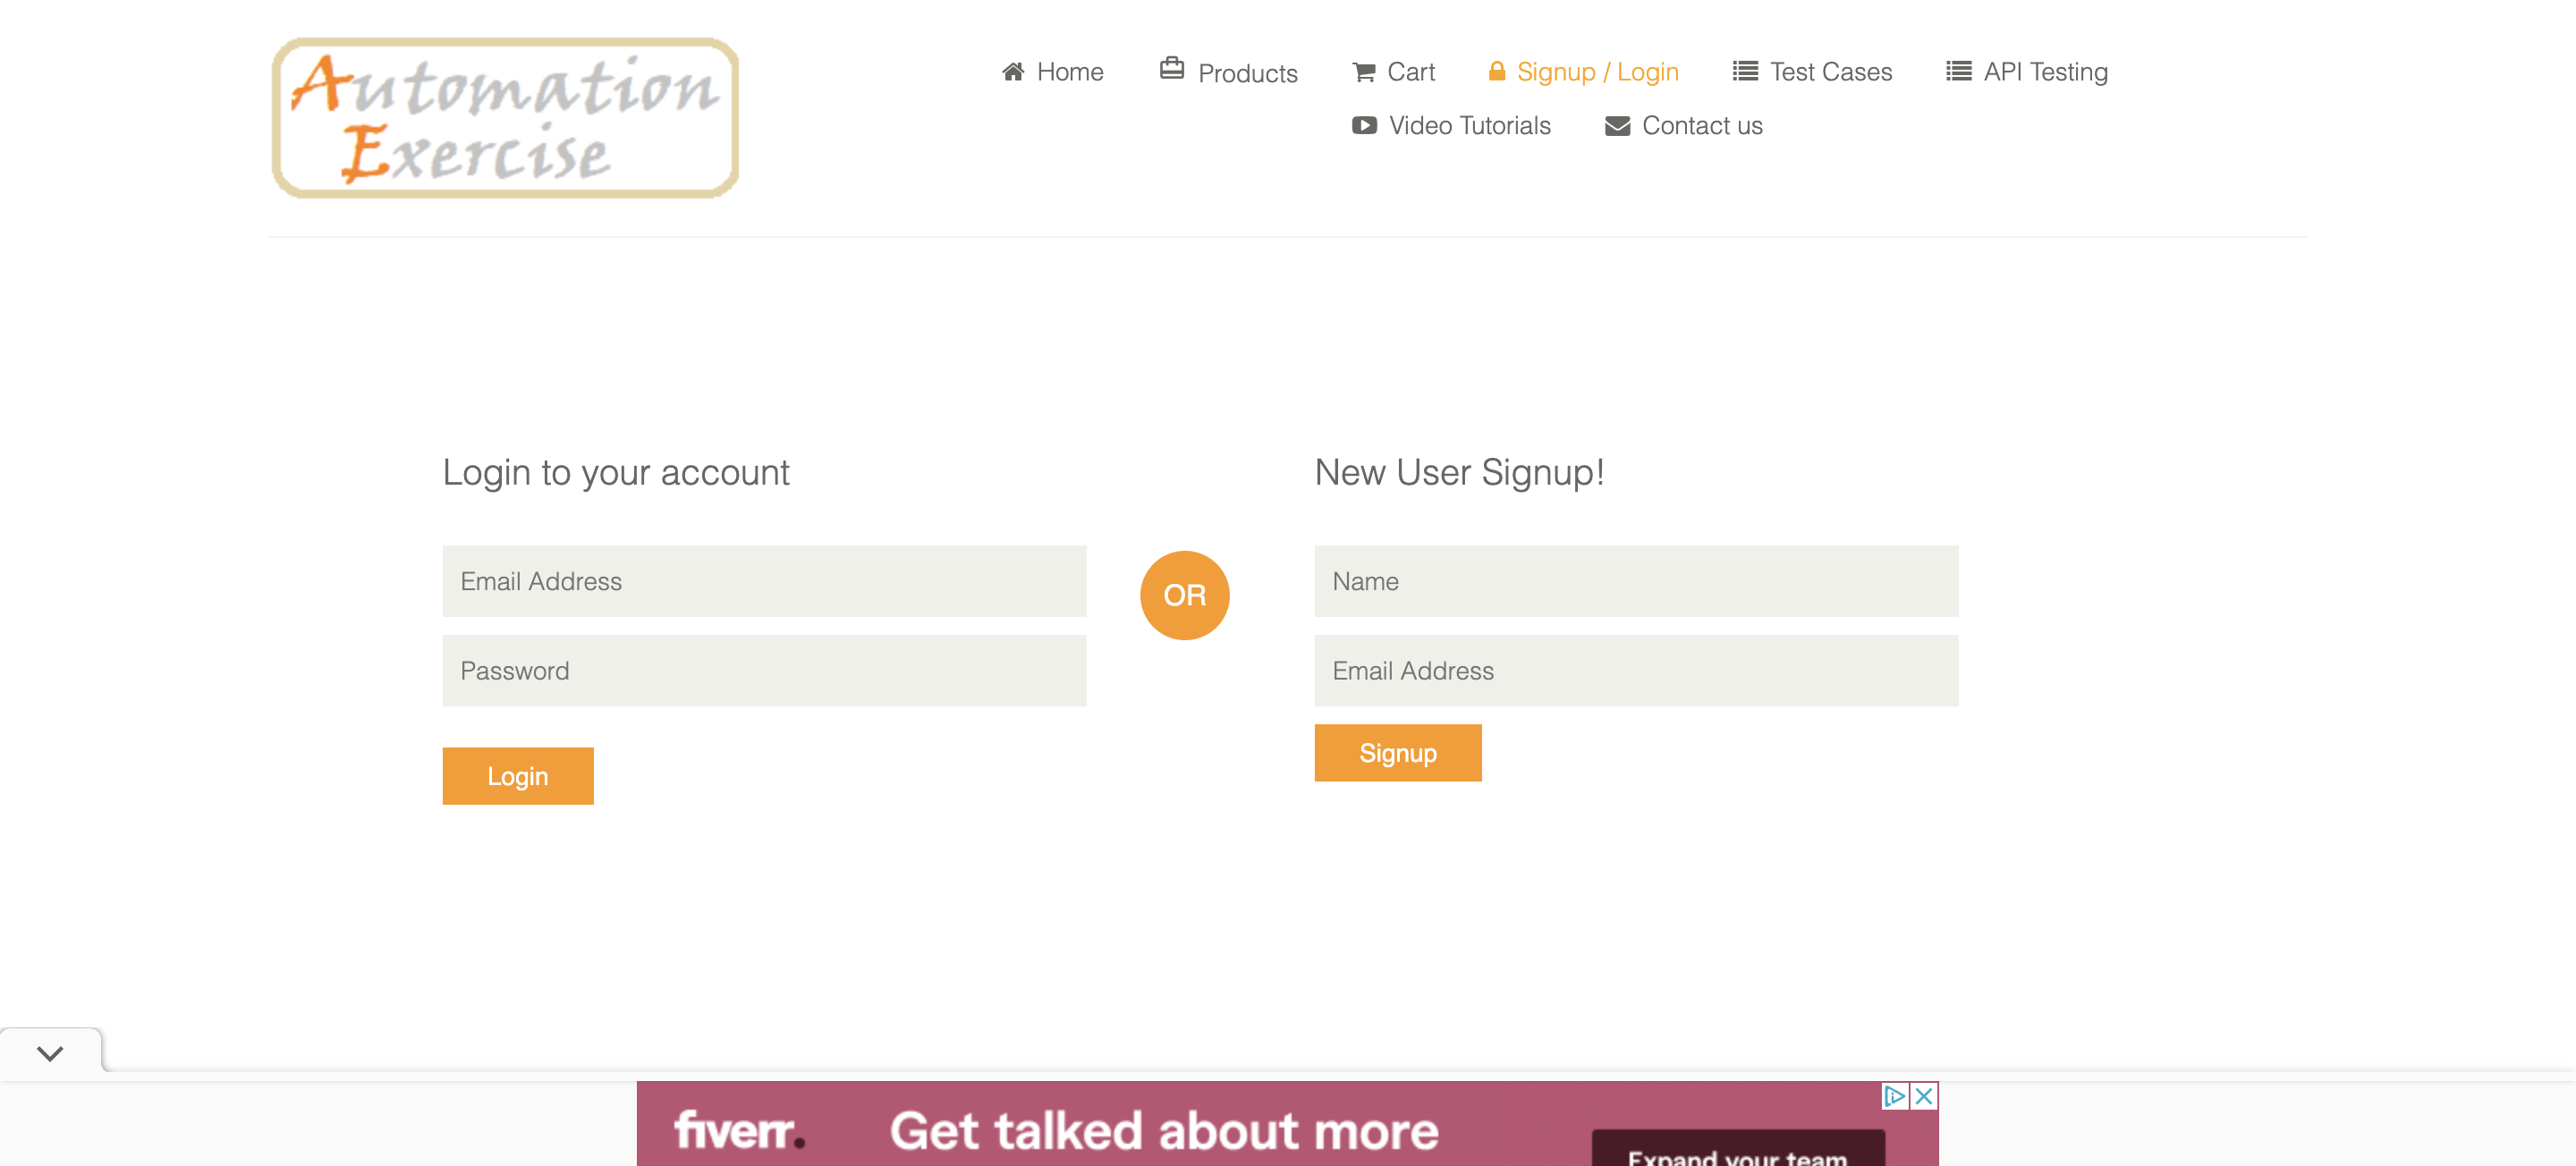 Automation
Exercise
Home
Products
Cart
Signup / Login
Test Cases
API Testing
Video Tutorials
Contact us
Login to your account
Email Address
Password
Login
OR
New User Signup!
Name
Email Address
Signup
fiverr.
Get talked about more
Expand your team